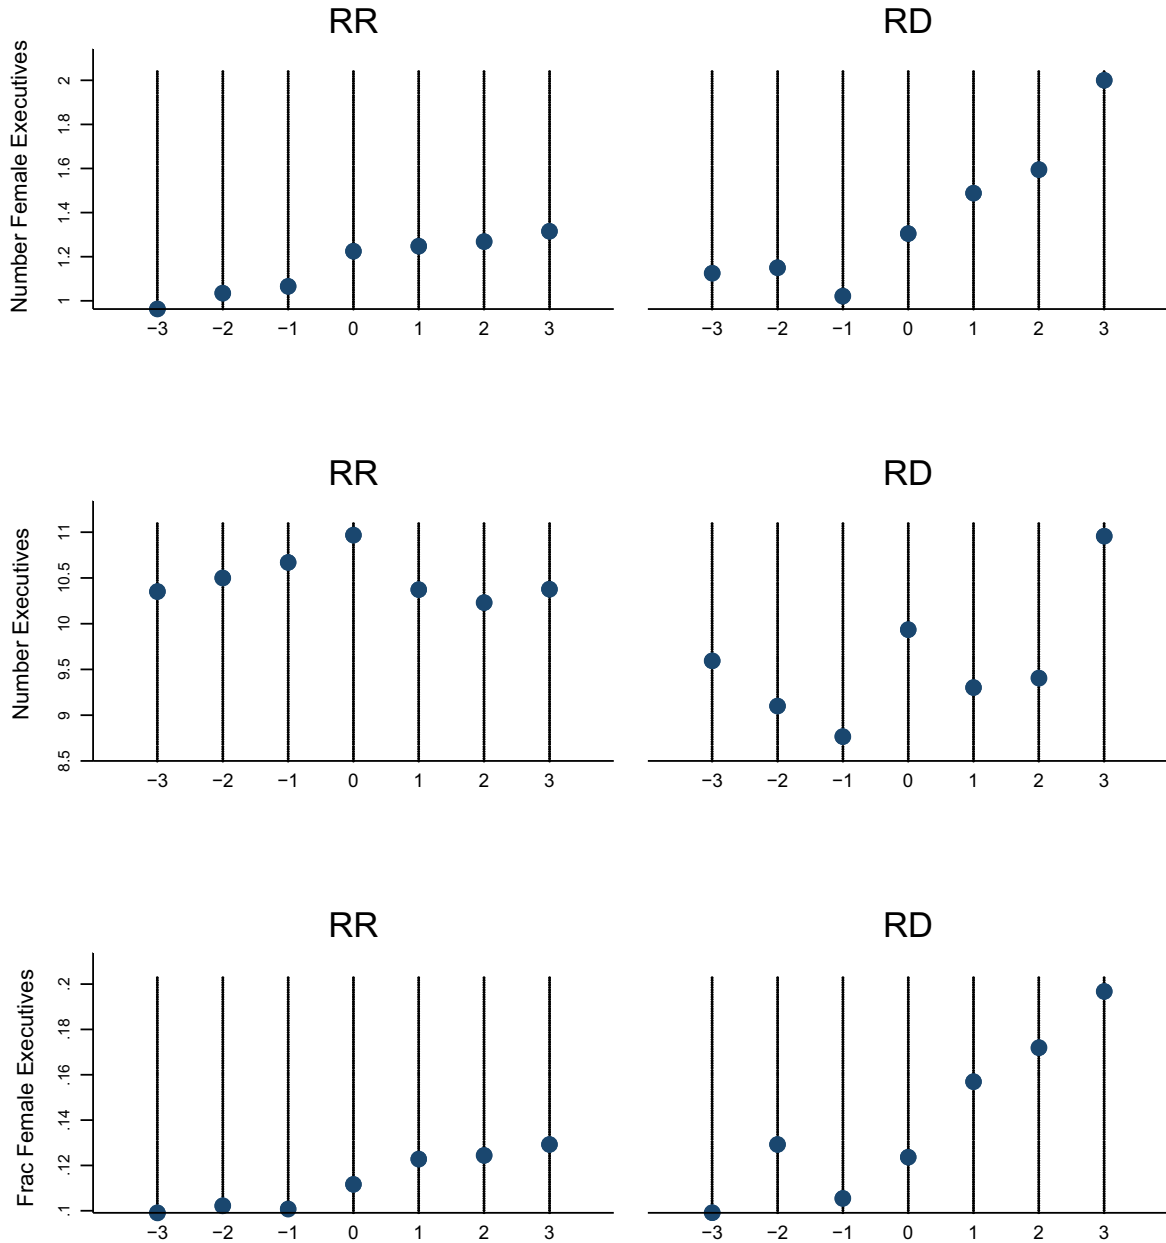 RR RD
Number Female Executives
2
1.8
1.6
1.4
1.2
1
−3 −2 −1 0 1 2 3 −3 −2 −1 0 1 2 3
RR RD
Number Executives
11
10.5
10
9.5
9
8.5
−3 −2 −1 0 1 2 3 −3 −2 −1 0 1 2 3
RR RD
Frac Female Executives
.2
.18
.16
.14
.12
.1
−3 −2 −1 0 1 2 3 −3 −2 −1 0 1 2 3